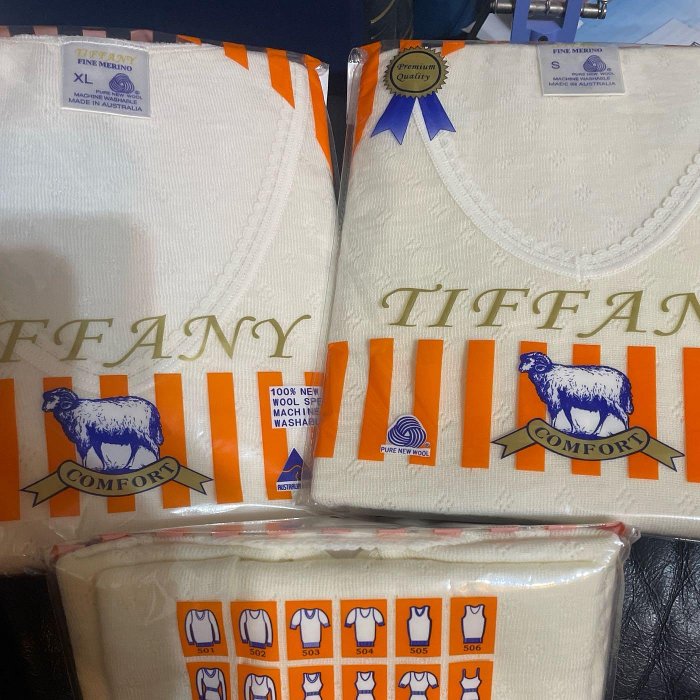 TIFFANY
FINE MERINO
XL
PURE NEW WOOL
MACHINE WASHABLE
MADE IN AUSTRALIA
FFANY
100% NEW
WOOL SPE
MACHINE
WASHABL
AUSTRALIA
COMFORT
FINE MERINO
S
PURE NEW WOOL
MACHINE WASHABLE
MADE IN AUSTRALIA
Premium
Quality
TIFFAN
PURE NEW WOOL
COMFORT
501 502 503 504 505 506